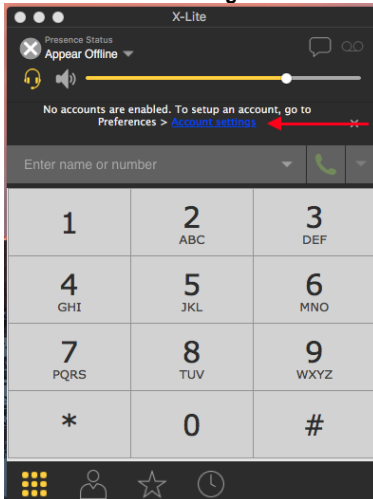 X-Lite
Presence Status
Appear Offline
No accounts are enabled. To setup an account, go to
Preferences > Account settings
Enter name or number
1
2
3
ABC
DEF
4
5
6
GHI
JKL
MNO
7
8
9
PQRS
TUV
WXYZ
*
0
#